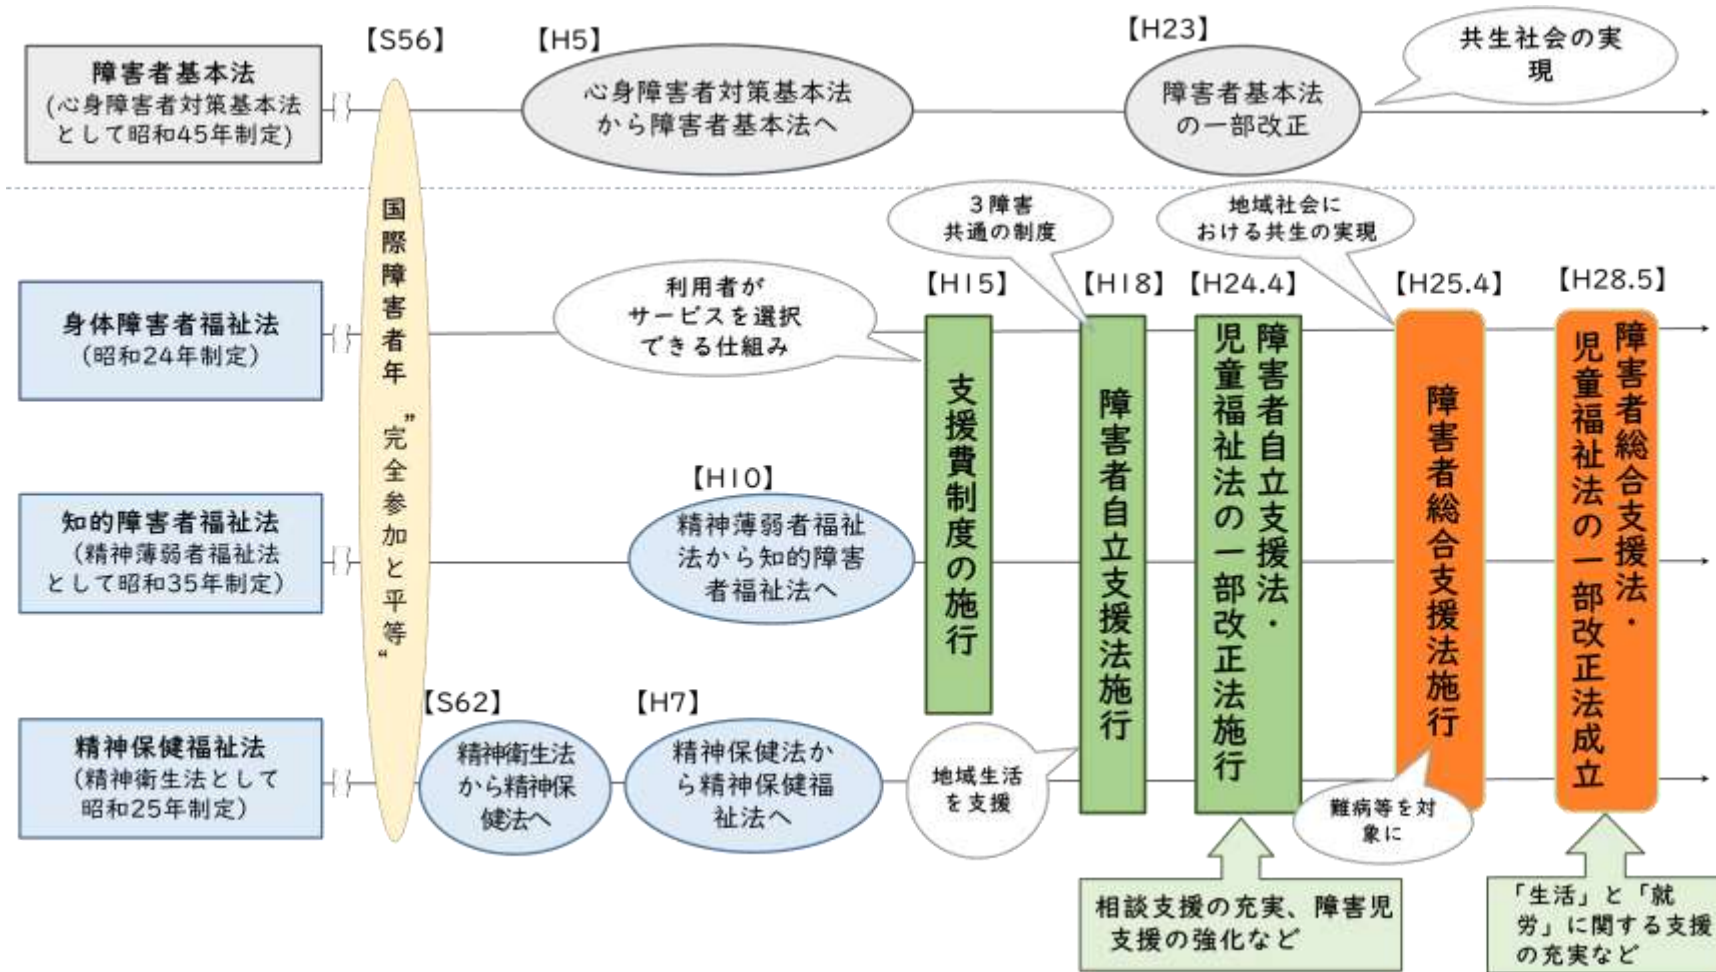 【S56】
【H5】
【H23】
共生社会の実
現
障害者基本法
(心身障害者対策基本法
として昭和45年制定)
心身障害者対策基本法
から障害者基本法へ
障害者基本法
の一部改正
国際障害者年 "完全参加と平等"
3障害
共通の制度
地域社会に
おける共生の実現
利用者が
サービスを選択
できる仕組み
【H15】
【H18】
【H24.4】
【H25.4】
【H28.5】
身体障害者福祉法
(昭和24年制定)
支援費制度の施行
障害者自立支援法施行
障害者自立支援法・
児童福祉法の一部改正法施行
障害者総合支援法施行
障害者総合支援法・
児童福祉法の一部改正法成立
【H10】
知的障害者福祉法
(精神薄弱者福祉法
として昭和35年制定)
精神薄弱者福祉
法から知的障害
者福祉法へ
【S62】
【H7】
精神保健福祉法
(精神衛生法として
昭和25年制定)
精神衛生法
から精神保
健法へ
精神保健法か
ら精神保健福
祉法へ
地域生活
を支援
難病等を対
象に
相談支援の充実、障害児
支援の強化など
「生活」と「就
労」に関する支援
の充実など